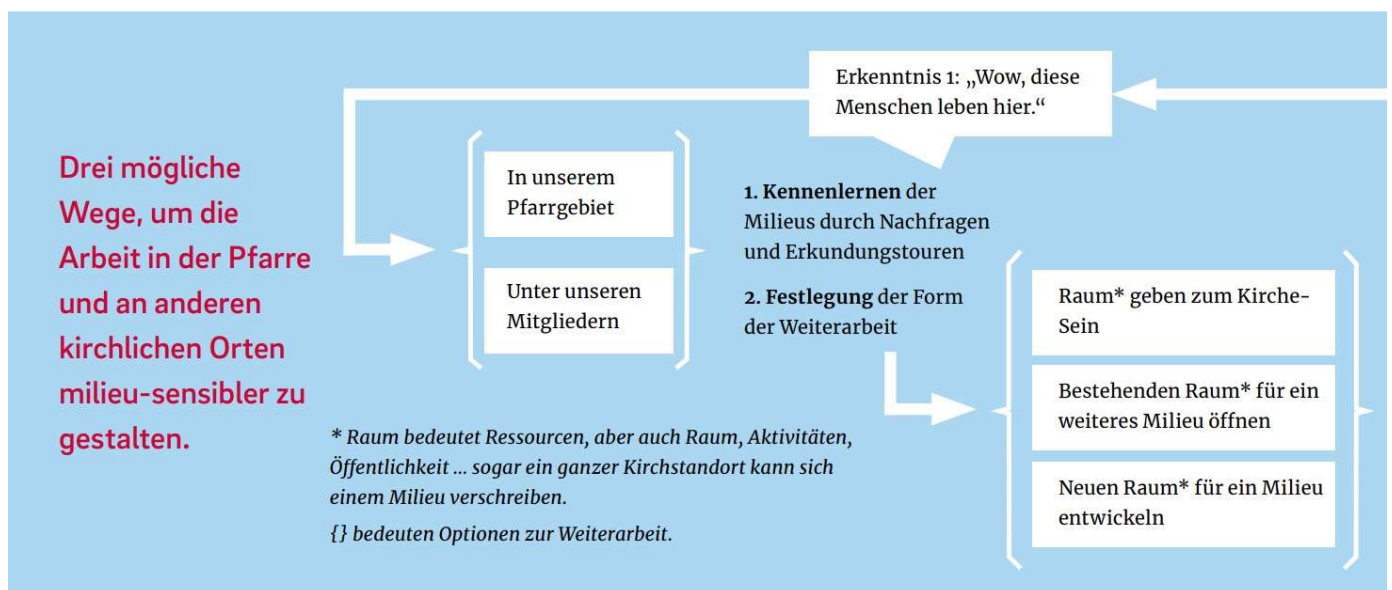 Drei mögliche
Wege, um die
Arbeit in der Pfarre
und an anderen
kirchlichen Orten
milieu-sensibler zu
gestalten.
Erkenntnis 1: „Wow, diese
Menschen leben hier.“
In unserem
Pfarrgebiet
Unter unseren
Mitgliedern
1. Kennenlernen der
Milieus durch Nachfragen
und Erkundungstouren
2. Festlegung der Form
der Weiterarbeit
Raum* geben zum Kirche-
Sein
Bestehenden Raum* für ein
weiteres Milieu öffnen
Neuen Raum* für ein Milieu
entwickeln
* Raum bedeutet Ressourcen, aber auch Raum, Aktivitäten,
Öffentlichkeit ... sogar ein ganzer Kirchstandort kann sich
einem Milieu verschreiben.
{} bedeuten Optionen zur Weiterarbeit.